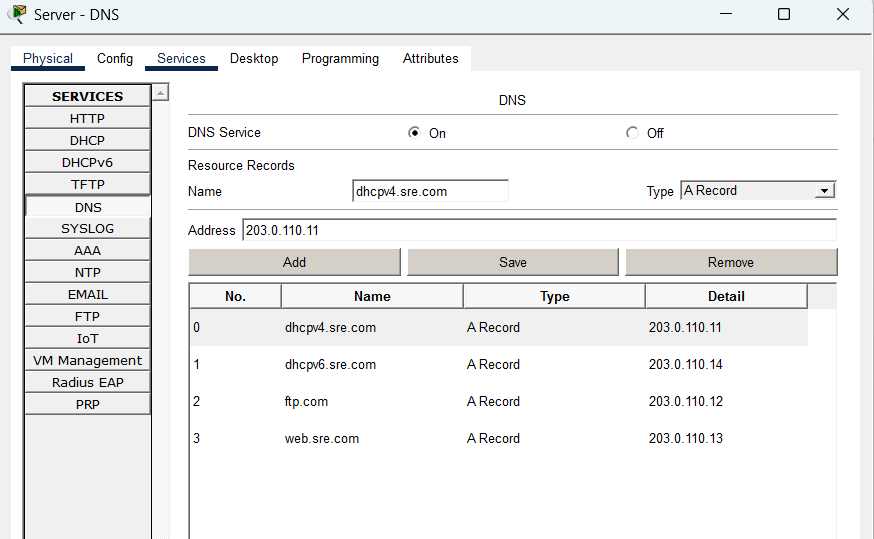 Server - DNS
Physical Config Services Desktop Programming Attributes
SERVICES
HTTP
DHCP
DHCPv6
TFTP
DNS
SYSLOG
AAA
NTP
EMAIL
FTP
IoT
VM Management
Radius EAP
PRP
DNS
DNS Service On Off
Resource Records
Name dhcpv4.sre.com Type A Record
Address 203.0.110.11
Add Save Remove
No. Name Type Detail
0 dhcpv4.sre.com A Record 203.0.110.11
1 dhcpv6.sre.com A Record 203.0.110.14
2 ftp.com A Record 203.0.110.12
3 web.sre.com A Record 203.0.110.13